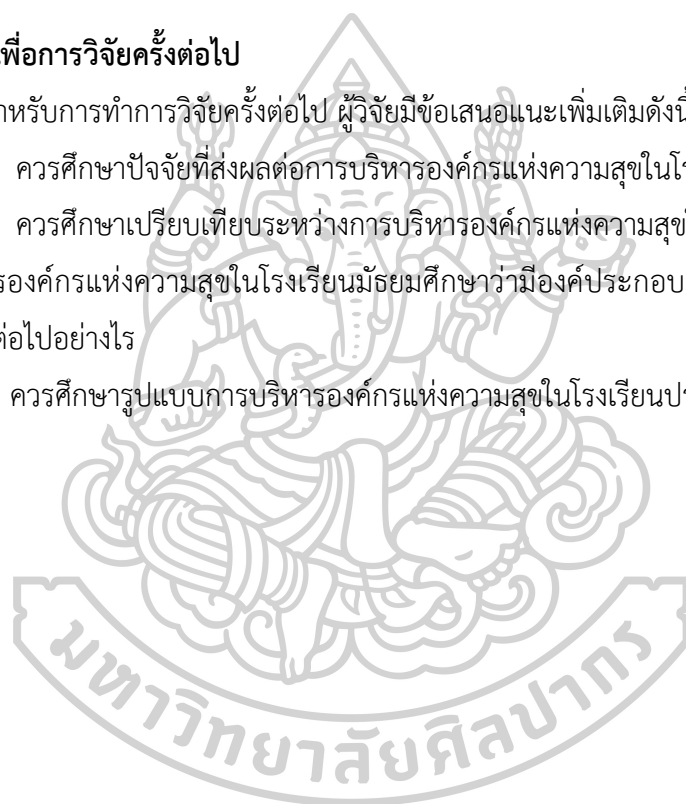 เพื่อการวิจัยครั้งต่อไป
หรับการทำการวิจัยครั้งต่อไป ผู้วิจัยมีข้อเสนอแนะเพิ่มเติมดังนี้
ควรศึกษาปัจจัยที่ส่งผลต่อการบริหารองค์กรแห่งความสุขในโร
ควรศึกษาเปรียบเทียบระหว่างการบริหารองค์กรแห่งความสุข
องค์กรแห่งความสุขในโรงเรียนมัธยมศึกษาว่ามีองค์ประกอบ
ต่อไปอย่างไร
ควรศึกษารูปแบบการบริหารองค์กรแห่งความสุขในโรงเรียนปร
มหาวิทยาลัยศิลปากร